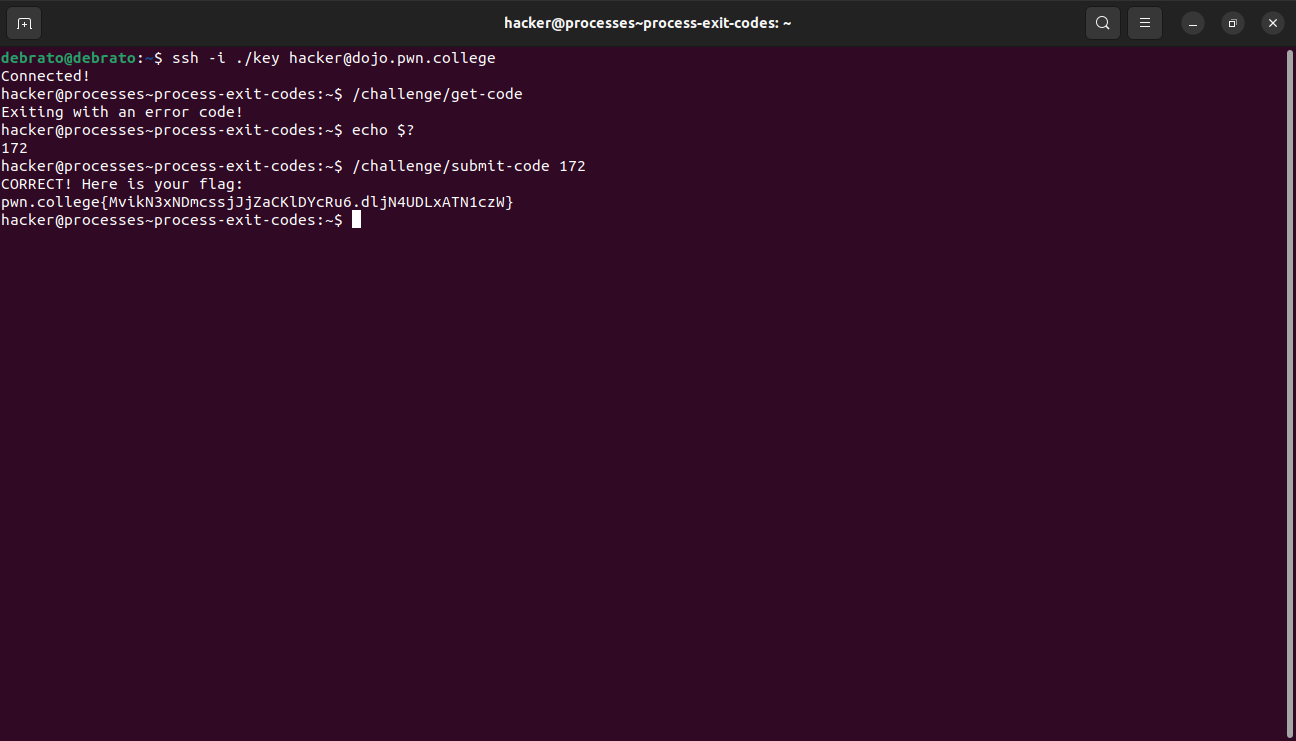 hacker@processes~process-exit-codes: ~
debrato@debrato:~$ ssh -i ./key hacker@dojo.pwn.college
Connected!
hacker@processes~process-exit-codes:~$ /challenge/get-code
Exiting with an error code!
hacker@processes~process-exit-codes:~$ echo $?
172
hacker@processes~process-exit-codes:~$ /challenge/submit-code 172
CORRECT! Here is your flag:
pwn.college{MvikN3xNDmcssjJjZaCKlDYcRu6.dljN4UDLxATN1czW}
hacker@processes~process-exit-codes:~$